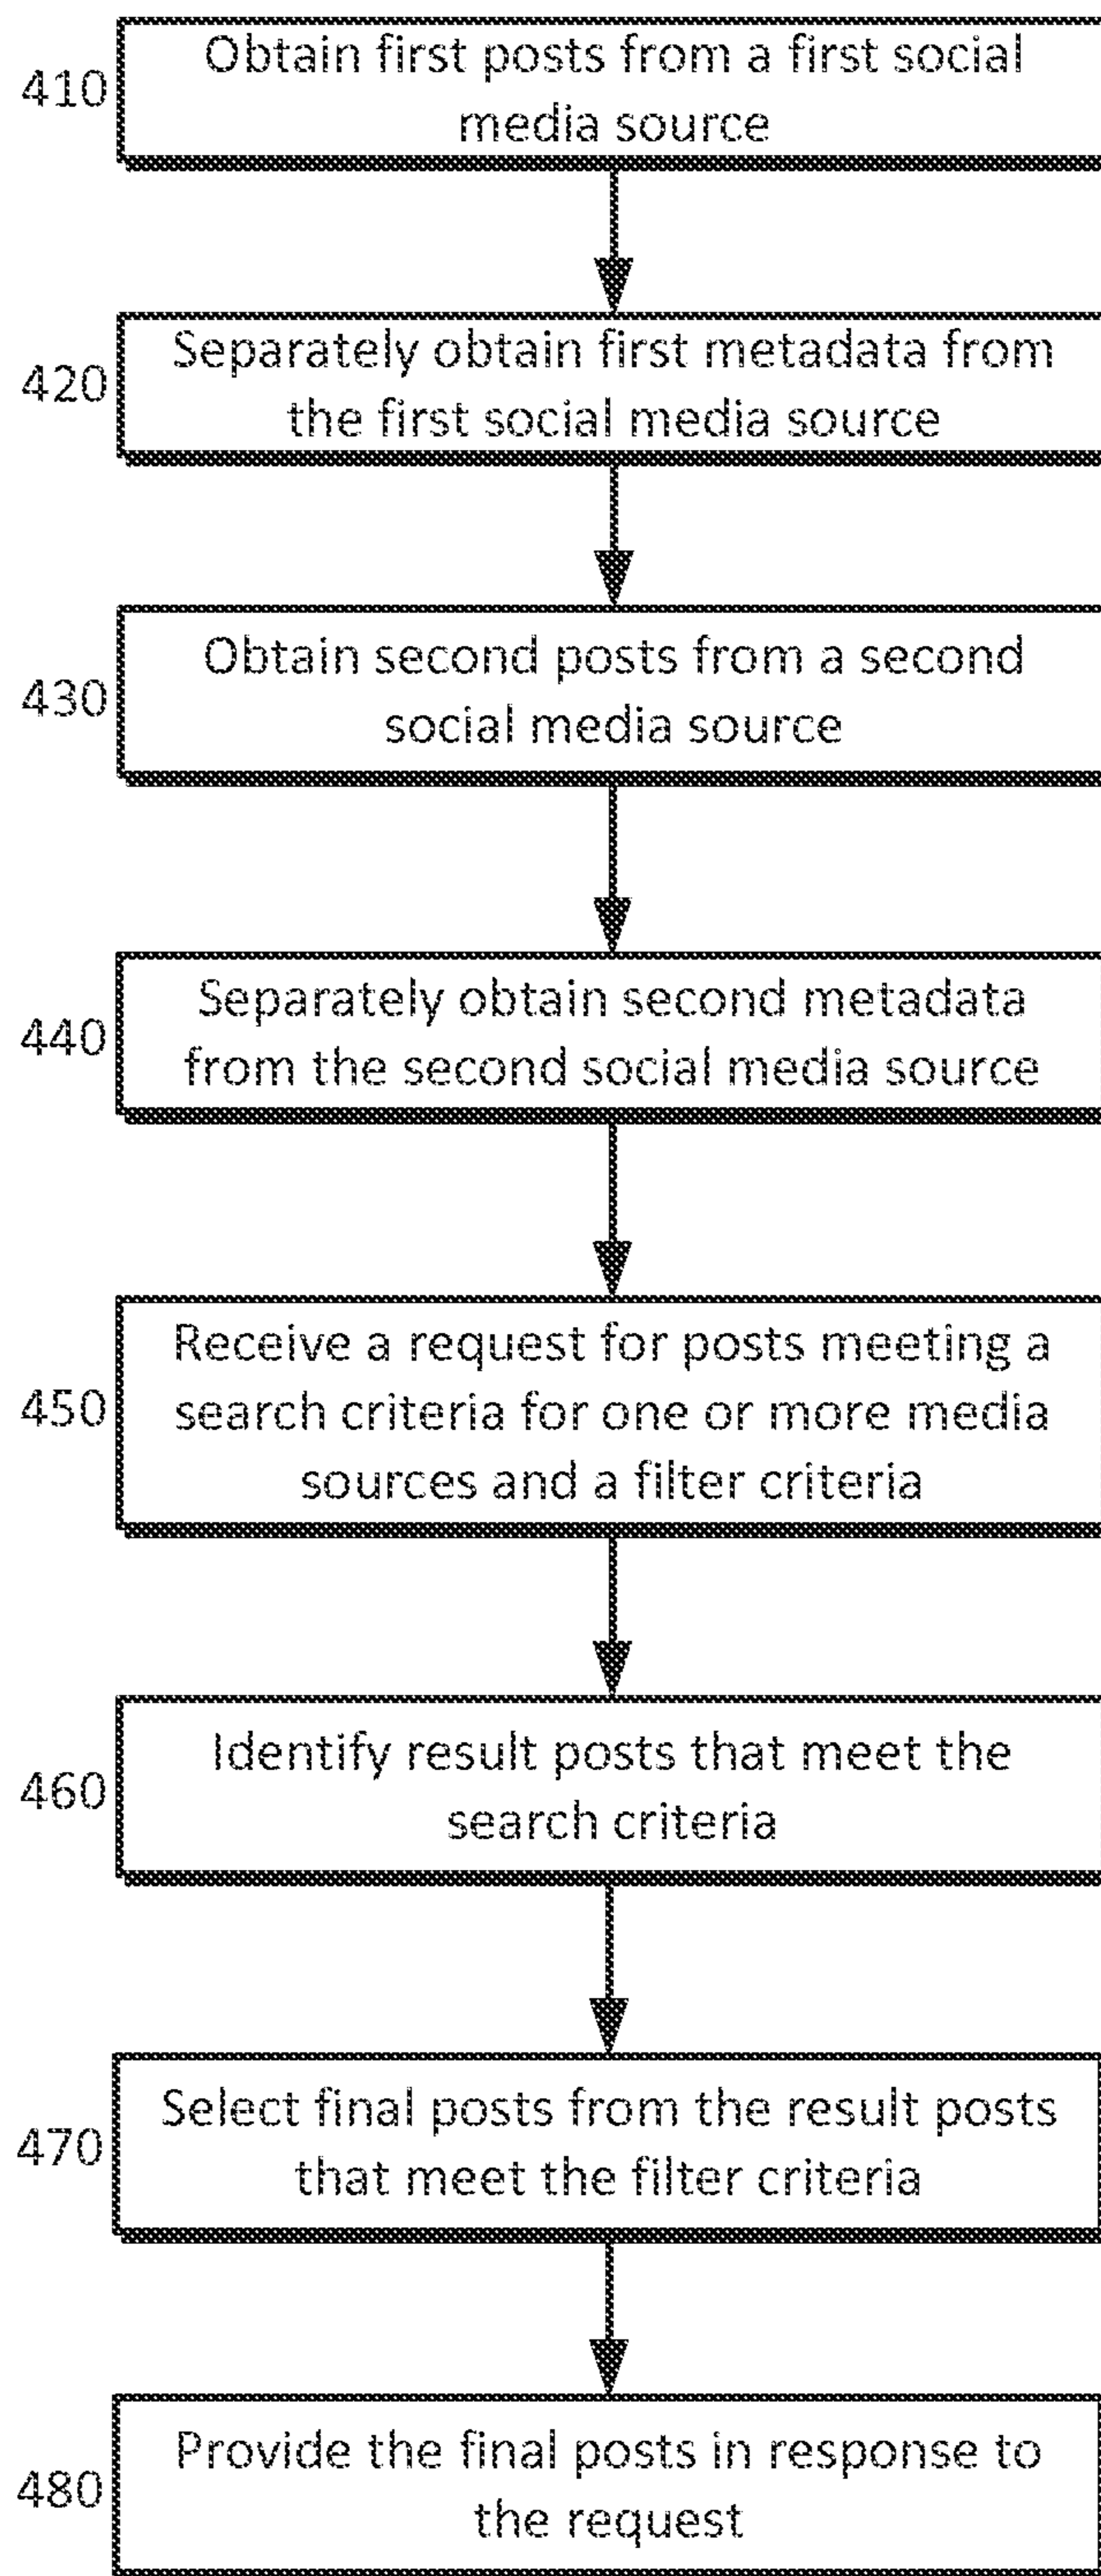 Obtain first posts from a first social
410
media source
Separately obtain first metadata from
420
the first social media source
Obtain second posts from a second
430
social media source
Separately obtain second metadata
440
from the second social media source
Receive a request for posts meeting a
450
search criteria for one or more media
sources and a filter criteria
Identify result posts that meet the
460
search criteria
Select final posts from the result posts
470
that meet the filter criteria
Provide the final posts in response to
480
the request